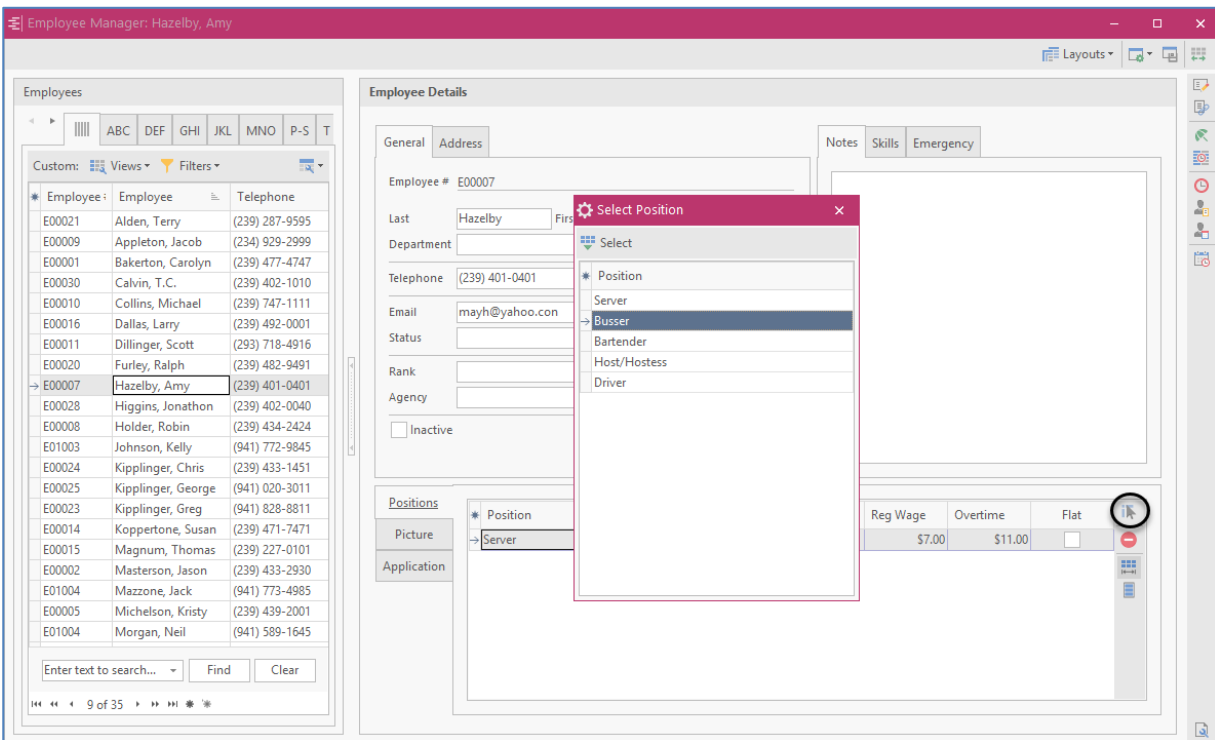 Employee Manager: Hazelby, Amy
Layouts
Employees
ABC DEF GHI JKL MNO P-S T
Custom: Views Filters
Employee Employee Telephone
E00021 Alden, Terry (239) 287-9595
E00009 Appleton, Jacob (234) 929-2999
E00001 Bakerton, Carolyn (239) 477-4747
E00030 Calvin, T.C. (239) 402-1010
E00010 Collins, Michael (239) 747-1111
E00016 Dallas, Larry (239) 492-0001
E00011 Dillinger, Scott (293) 718-4916
E00020 Furley, Ralph (239) 482-9491
E00007 Hazelby, Amy (239) 401-0401
E00028 Higgins, Jonathon (239) 402-0040
E00008 Holder, Robin (239) 434-2424
E01003 Johnson, Kelly (941) 772-9845
E00024 Kipplinger, Chris (239) 433-1451
E00025 Kipplinger, George (941) 020-3011
E00023 Kipplinger, Greg (941) 828-8811
E00014 Koppertone, Susan (239) 471-7471
E00015 Magnum, Thomas (239) 227-0101
E00002 Masterson, Jason (239) 433-2930
E01004 Mazzone, Jack (941) 773-4985
E00005 Michelson, Kristy (239) 439-2001
E01004 Morgan, Neil (941) 589-1645
Enter text to search... Find Clear
9 of 35
Employee Details
General Address
Employee # E00007
Last Hazelby Firs
Department
Telephone (239) 401-0401
Email mayh@yahoo.con
Status
Rank
Agency
Inactive
Notes Skills Emergency
Select Position
Select
Position
Server
Busser
Bartender
Host/Hostess
Driver
Positions
Picture
Application
Position Reg Wage Overtime Flat
Server $7.00 $11.00